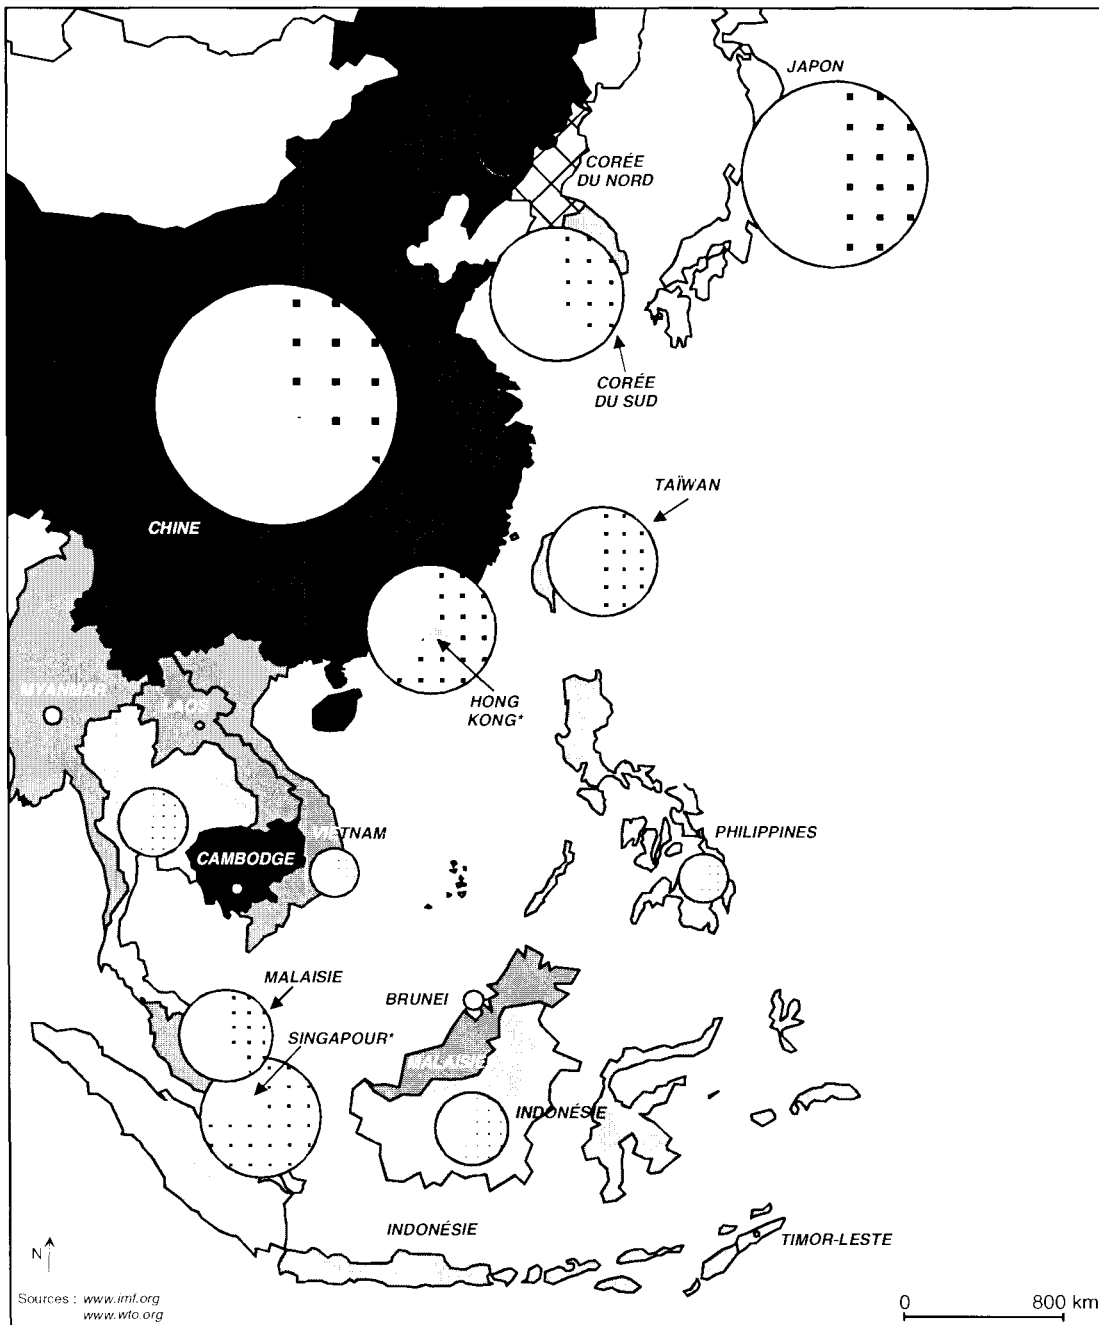 JAPON
CORÉE
DU NORD
CORÉE
DU SUD
TAÏWAN
CHINE
HONG
KONG*
MYANMAR
LAOS
VIETNAM
CAMBODGE
PHILIPPINES
MALAISIE
SINGAPOUR*
BRUNEI
MALAISIE
INDONÉSIE
INDONÉSIE
TIMOR-LESTE
N
Sources : www.imf.org
www.wto.org
0 800 km